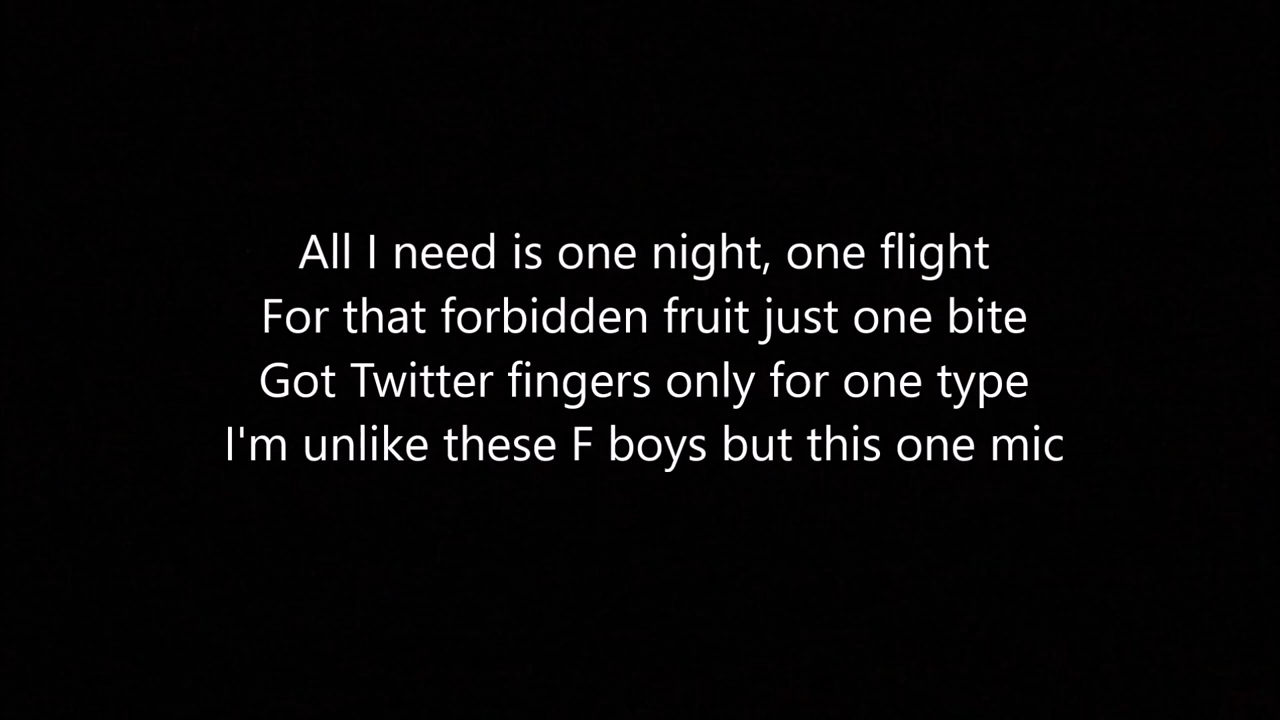 All I need is one night, one flight
For that forbidden fruit just one bite
Got Twitter fingers only for one type
I'm unlike these F boys but this one mic